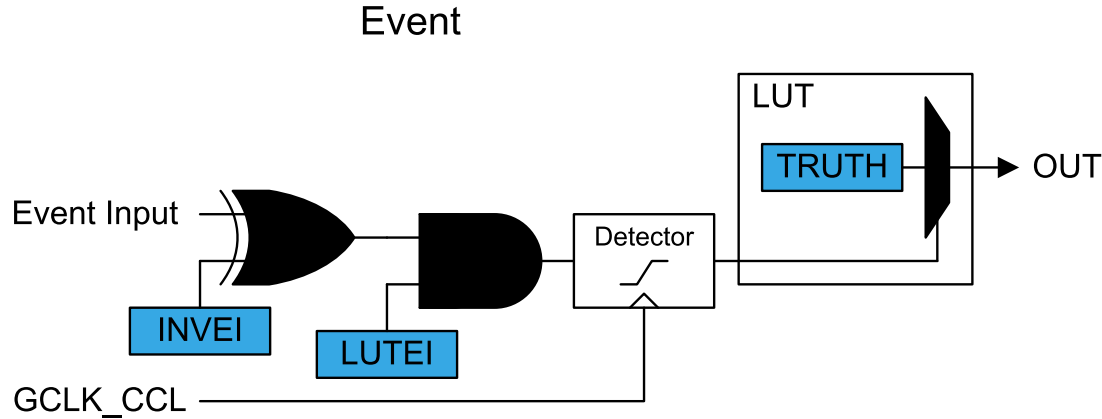 Event
LUT
TRUTH
OUT
Event Input
Detector
INVEI
LUTEI
GCLK_CCL